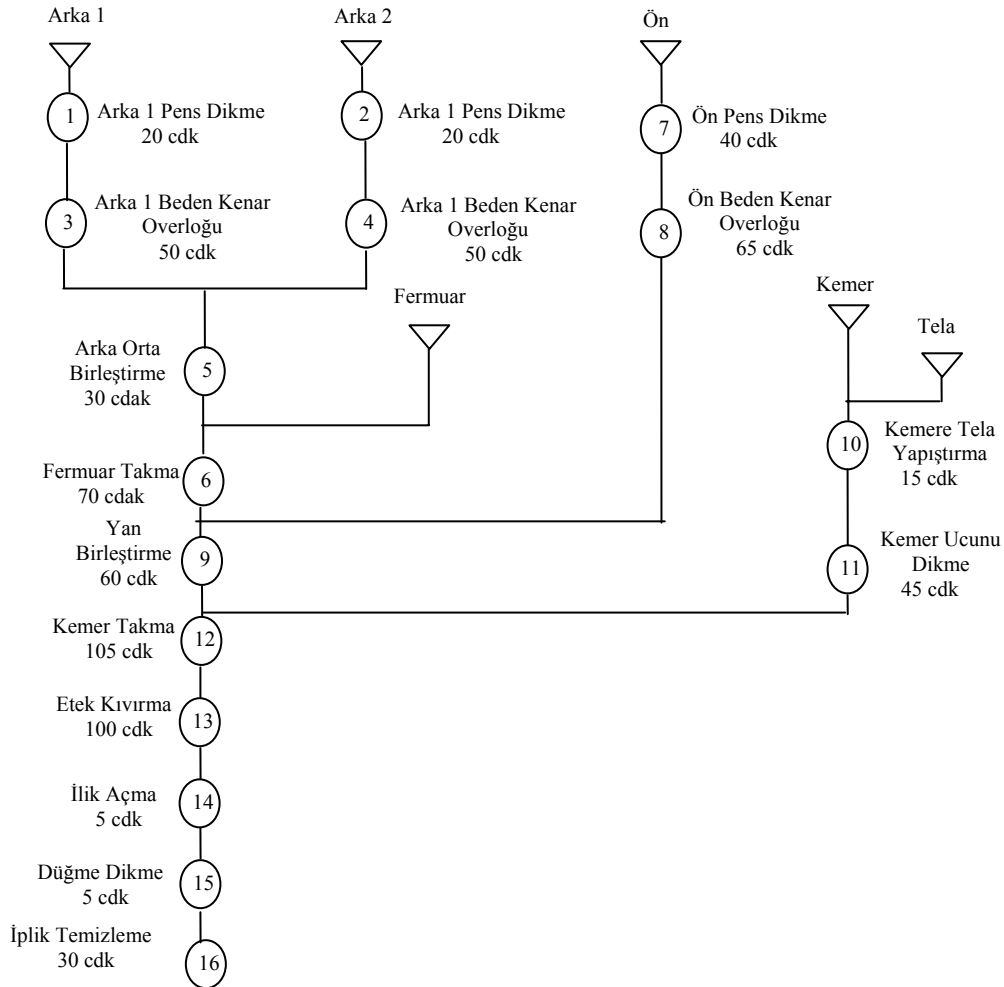 Arka 1
Arka 2
Ön
1
Arka 1 Pens Dikme
20 cdk
2
Arka 1 Pens Dikme
20 cdk
7
Ön Pens Dikme
40 cdk
3
Arka 1 Beden Kenar
Overloğu
50 cdk
4
Arka 1 Beden Kenar
Overloğu
50 cdk
8
Ön Beden Kenar
Overloğu
65 cdk
Fermuar
Kemer
Tela
Arka Orta
Birleştirme
30 cdak
5
10
Kemere Tela
Yapıştırma
15 cdk
Fermuar Takma
70 cdak
6
Yan
Birleştirme
60 cdk
9
11
Kemer Ucunu
Dikme
45 cdk
Kemer Takma
105 cdk
12
Etek Kıvırma
100 cdk
13
İlik Açma
5 cdk
14
Düğme Dikme
5 cdk
15
İplik Temizleme
30 cdk
16